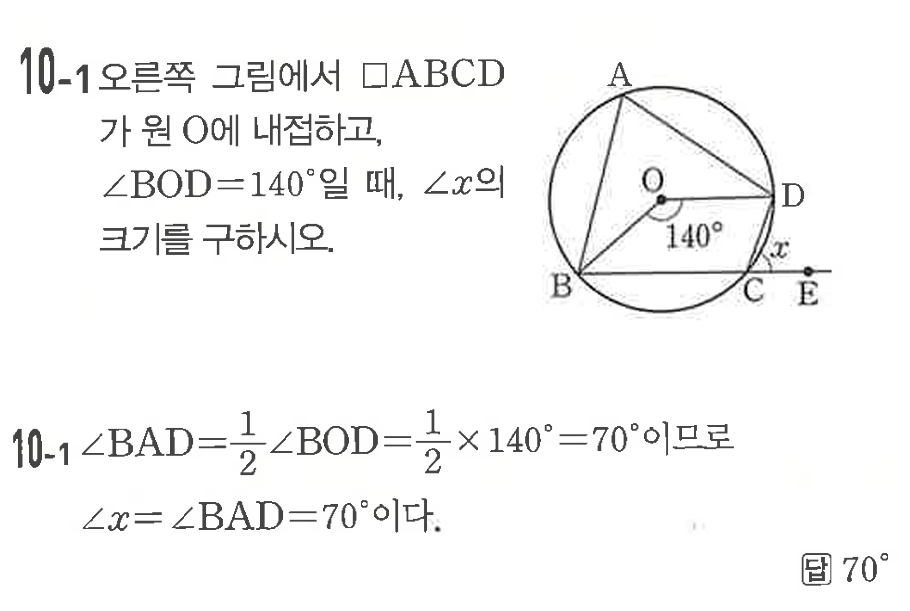 10-1 오른쪽 그림에서 □ABCD
가 원 O에 내접하고,
∠BOD=140°일 때, ∠x의
크기를 구하시오.
A
O
D
140°
x
B
C
E
10-1 ∠BAD=1/2∠BOD=1/2×140°=70°이므로
∠x=∠BAD=70°이다.
답 70°